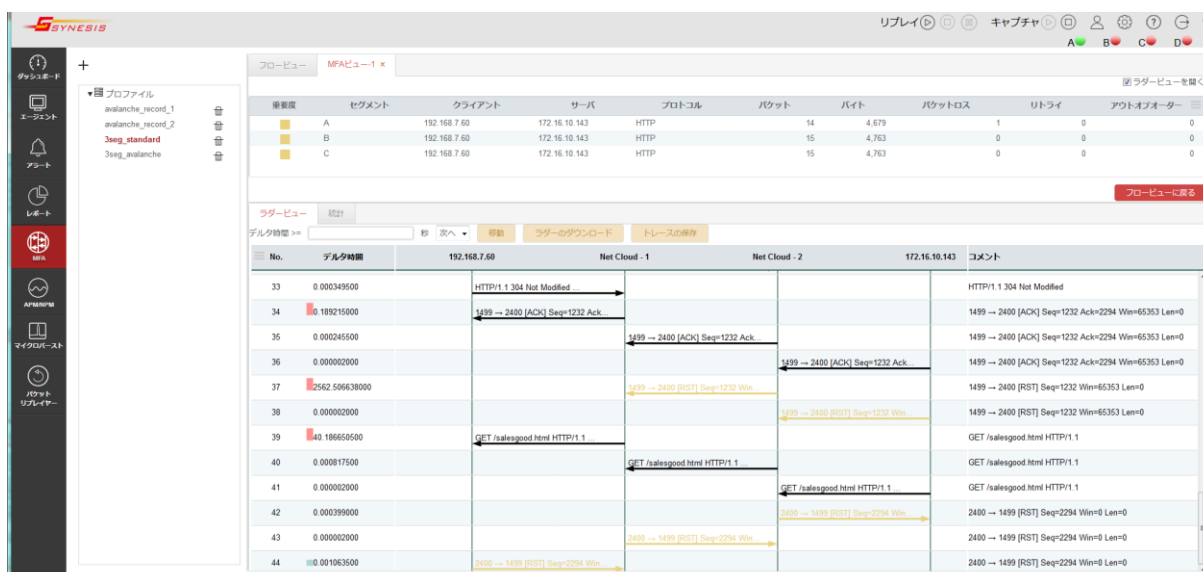 SYNESIS
リプレイ キャプチャ
A B C D
ダッシュボード
エージェント
アラート
レポート
MFA
APM/NPM
マイクロバースト
パケット
リプレイヤー
+
プロファイル
avalanche_record_1
avalanche_record_2
3seg_standard
3seg_avalanche
フロービュー MFAビュー-1 ×
ラダービューを開く
重要度 セグメント クライアント サーバ プロトコル パケット バイト パケットロス リトライ アウトオブオーダー
A 192.168.7.60 172.16.10.143 HTTP 14 4,679 1 0 0
B 192.168.7.60 172.16.10.143 HTTP 15 4,763 0 0 0
C 192.168.7.60 172.16.10.143 HTTP 15 4,763 0 0 0
フロービューに戻る
ラダービュー 統計
デルタ時間 >= 秒 次へ 移動 ラダーのダウンロード トレースの保存
No. デルタ時間 192.168.7.60 Net Cloud - 1 Net Cloud - 2 172.16.10.143 コメント
33 0.000349500 HTTP/1.1 304 Not Modified ... HTTP/1.1 304 Not Modified
34 0.189215000 1499 → 2400 [ACK] Seq=1232 Ack... 1499 → 2400 [ACK] Seq=1232 Ack=2294 Win=65353 Len=0
35 0.000245500 1499 → 2400 [ACK] Seq=1232 Ack... 1499 → 2400 [ACK] Seq=1232 Ack=2294 Win=65353 Len=0
36 0.000002000 1499 → 2400 [ACK] Seq=1232 Ack... 1499 → 2400 [ACK] Seq=1232 Ack=2294 Win=65353 Len=0
37 2562.506638000 1499 → 2400 [RST] Seq=1232 Win... 1499 → 2400 [RST] Seq=1232 Win=65353 Len=0
38 0.000002000 1499 → 2400 [RST] Seq=1232 Win... 1499 → 2400 [RST] Seq=1232 Win=65353 Len=0
39 40.186650500 GET /salesgood.html HTTP/1.1 ... GET /salesgood.html HTTP/1.1
40 0.000817500 GET /salesgood.html HTTP/1.1 ... GET /salesgood.html HTTP/1.1
41 0.000002000 GET /salesgood.html HTTP/1.1 ... GET /salesgood.html HTTP/1.1
42 0.000399000 2400 → 1499 [RST] Seq=2294 Win... 2400 → 1499 [RST] Seq=2294 Win=0 Len=0
43 0.000002000 2400 → 1499 [RST] Seq=2294 Win... 2400 → 1499 [RST] Seq=2294 Win=0 Len=0
44 0.001063500 2400 → 1499 [RST] Seq=2294 Win... 2400 → 1499 [RST] Seq=2294 Win=0 Len=0